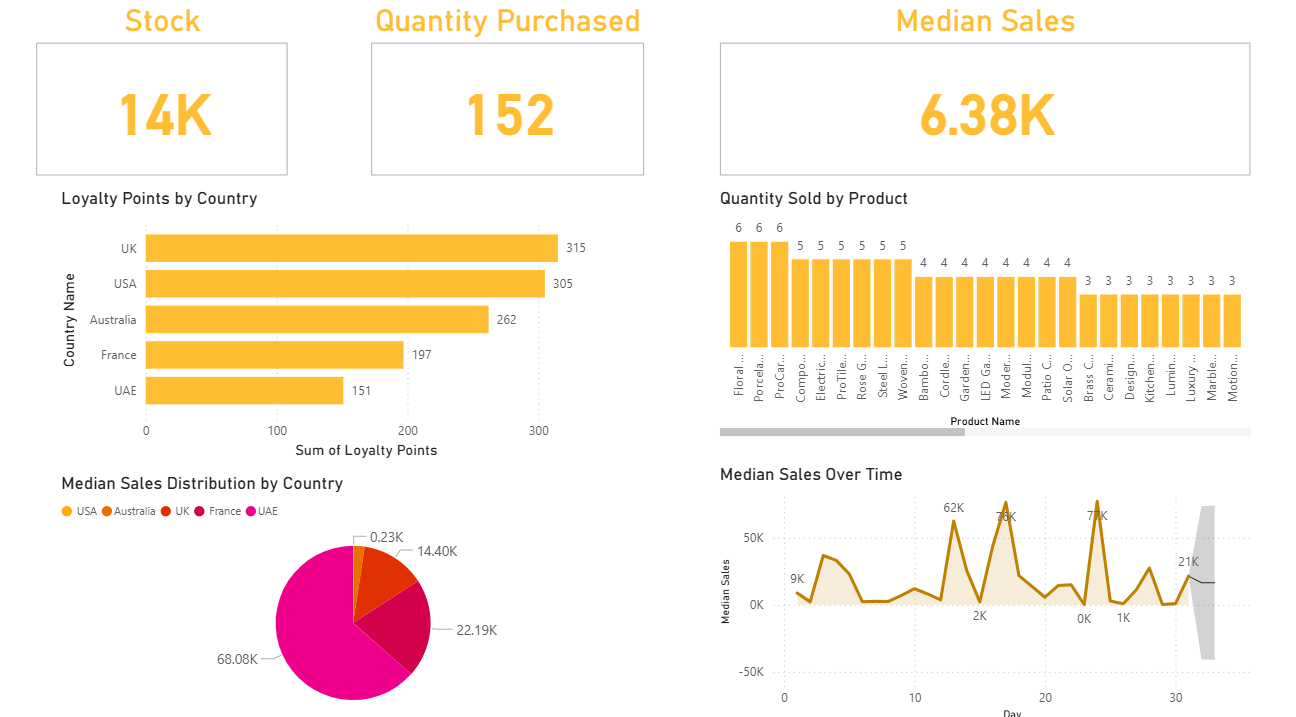 Stock
Quantity Purchased
Median Sales
14K
152
6.38K
Loyalty Points by Country
Country Name
UK
315
USA
305
Australia
262
France
197
UAE
151
0 100 200 300
Sum of Loyalty Points
Quantity Sold by Product
6 6 6 5 5 5 5 5 5 4 4 4 4 4 4 4 4 3 3 3 3 3 3 3 3
Floral...
Porcela...
ProCar...
Compo...
Electric...
ProTile...
Rose G...
Steel L...
Woven...
Bambo...
Cordle...
Garden...
LED Ga...
Moder...
Modul...
Patio C...
Solar O...
Brass C...
Cerami...
Design...
Kitchen...
Lumin...
Luxury ...
Marble...
Motion...
Product Name
Median Sales Distribution by Country
USA Australia UK France UAE
0.23K
14.40K
22.19K
68.08K
Median Sales Over Time
Median Sales
50K
0K
-50K
9K
62K
2K
76K
0K
77K
1K
21K
0 10 20 30
Day